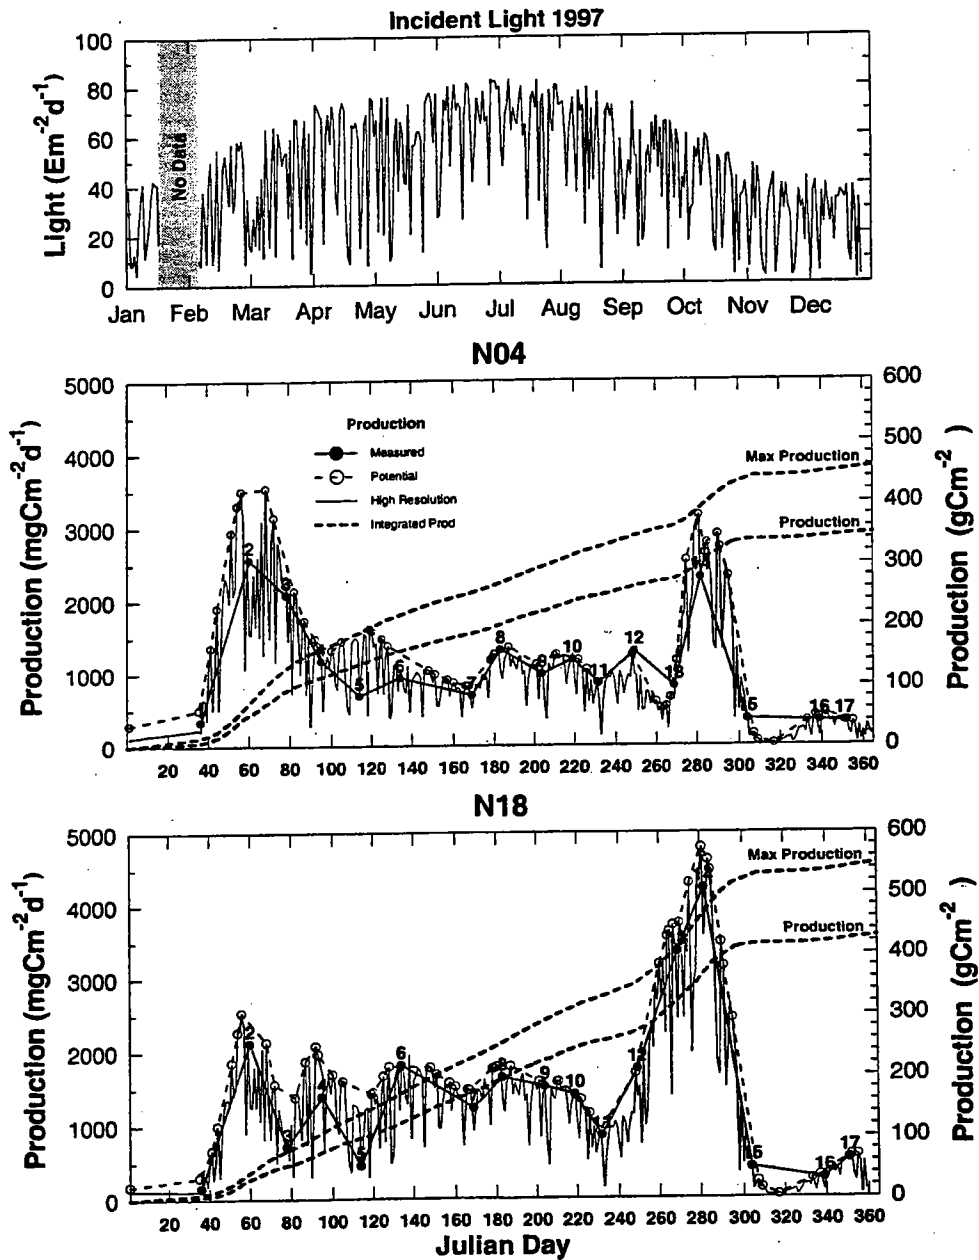 Incident Light 1997
100
80
60
40
20
0
Light (Em-2d-1)
No Data
Jan Feb Mar Apr May Jun Jul Aug Sep Oct Nov Dec
N04
5000
4000
3000
2000
1000
0
Production (mgCm-2d-1)
600
500
400
300
200
100
0
Production (gCm-2 )
Production
Measured
Potential
High Resolution
Integrated Prod
Max Production
Production
2
5
7
8
10
11
12
16 17
20 40 60 80 100 120 140 160 180 200 220 240 260 280 300 320 340 360
N18
5000
4000
3000
2000
1000
0
Production (mgCm-2d-1)
600
500
400
300
200
100
0
Production (gCm-2 )
Max Production
Production
2
6
9
10
16
17
20 40 60 80 100 120 140 160 180 200 220 240 260 280 300 320 340 360
Julian Day